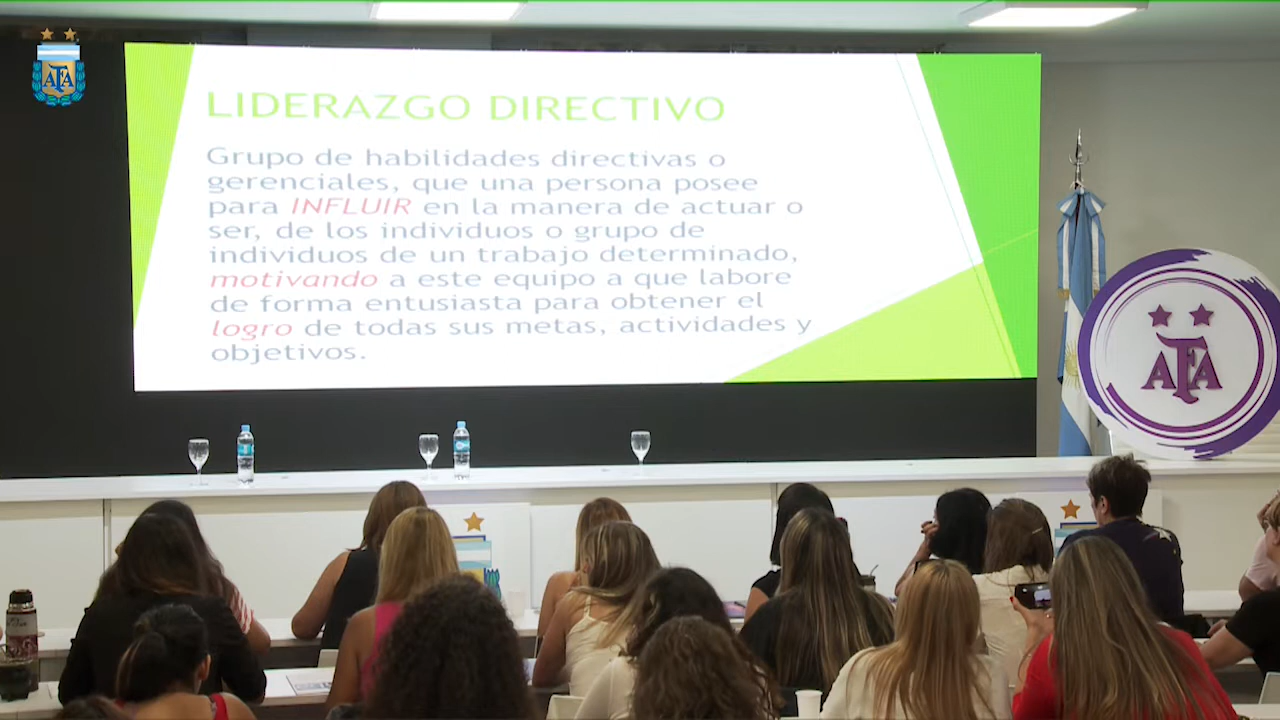 AFA
LIDERAZGO DIRECTIVO
Grupo de habilidades directivas o
gerenciales, que una persona posee
para INFLUIR en la manera de actuar o
ser, de los individuos o grupo de
individuos de un trabajo determinado,
motivando a este equipo a que labore
de forma entusiasta para obtener el
logro de todas sus metas, actividades y
objetivos.
AFA